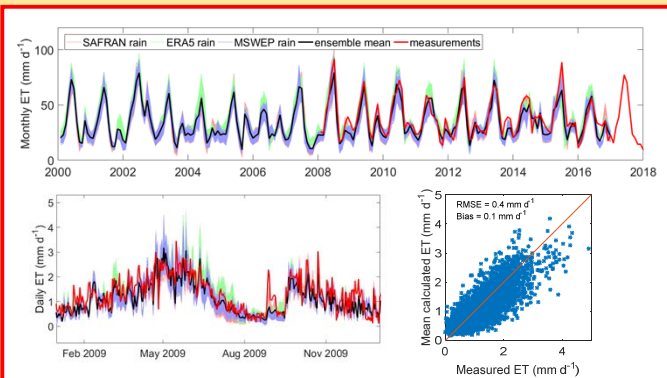 SAFRAN rain ERA5 rain MSWEP rain ensemble mean measurements
Monthly ET (mm d⁻¹)
100
50
0
2000 2002 2004 2006 2008 2010 2012 2014 2016 2018
Daily ET (mm d⁻¹)
5
4
3
2
1
0
Feb 2009 May 2009 Aug 2009 Nov 2009
Mean calculated ET (mm d⁻¹)
RMSE = 0.4 mm d⁻¹
Bias = 0.1 mm d⁻¹
5
4
3
2
1
0
0 2 4
Measured ET (mm d⁻¹)